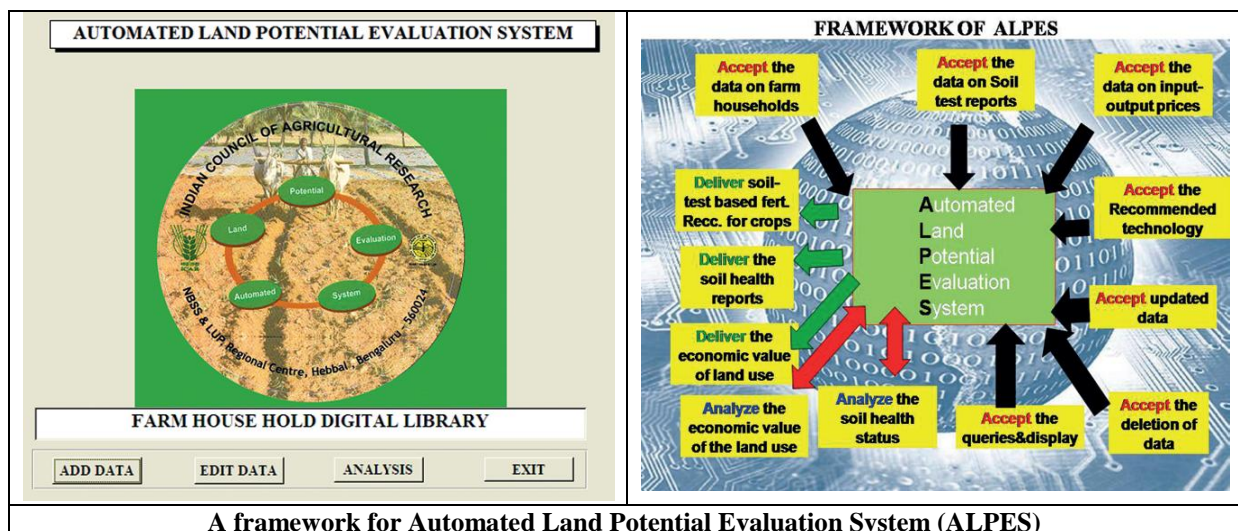 AUTOMATED LAND POTENTIAL EVALUATION SYSTEM
INDIAN COUNCIL OF AGRICULTURAL RESEARCH
Potential
Land
Evaluation
Automated
System
ICAR
NBSS & LUP Regional Centre, Hebbal, Bengaluru, 560024
FARM HOUSE HOLD DIGITAL LIBRARY
ADD DATA
EDIT DATA
ANALYSIS
EXIT
FRAMEWORK OF ALPES
Accept the
data on farm
households
Accept the
data on Soil
test reports
Accept the
data on input-
output prices
Deliver soil-
test based fert.
Recc. for crops
Automated
Land
Potential
Evaluation
System
Accept the
Recommended
technology
Deliver the
soil health
reports
Accept updated
data
Deliver the
economic value
of land use
Analyze the
economic value
of the land use
Analyze the
soil health
status
Accept the
queries&display
Accept the
deletion of
data
A framework for Automated Land Potential Evaluation System (ALPES)